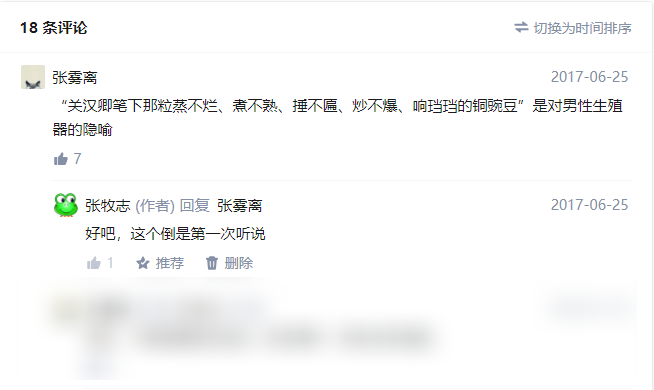 18 条评论
切换为时间排序
张雾离
2017-06-25
“关汉卿笔下那粒蒸不烂、煮不熟、捶不匾、炒不爆、响珰珰的铜豌豆”是对男性生殖
器的隐喻
7
张牧志 (作者) 回复 张雾离
2017-06-25
好吧，这个倒是第一次听说
1 推荐 删除